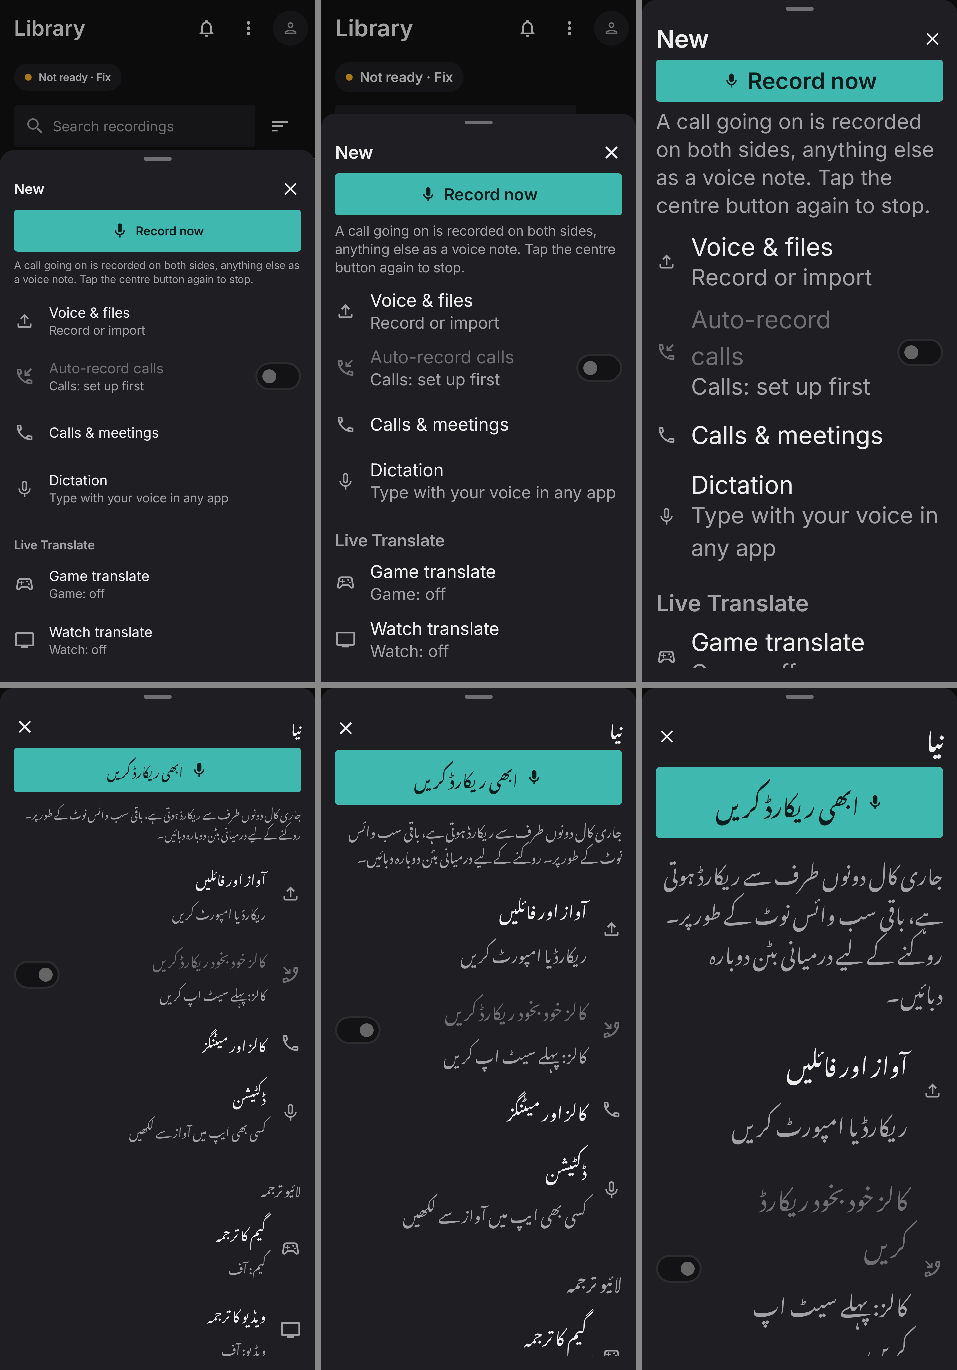 Library
Not ready · Fix
Search recordings
New
Record now
A call going on is recorded on both sides, anything else as
a voice note. Tap the centre button again to stop.
Voice & files
Record or import
Auto-record calls
Calls: set up first
Calls & meetings
Dictation
Type with your voice in any app
Live Translate
Game translate
Game: off
Watch translate
Watch: off
Library
Not ready · Fix
New
Record now
A call going on is recorded on both sides,
anything else as a voice note. Tap the centre
button again to stop.
Voice & files
Record or import
Auto-record calls
Calls: set up first
Calls & meetings
Dictation
Type with your voice in any app
Live Translate
Game translate
Game: off
Watch translate
Watch: off
New
Record now
A call going on is recorded
on both sides, anything else
as a voice note. Tap the
centre button again to stop.
Voice & files
Record or import
Auto-record
calls
Calls: set up first
Calls & meetings
Dictation
Type with your voice in
any app
Live Translate
Game translate
نیا
ابھی ریکارڈ کریں
جاری کال دونوں طرف سے ریکارڈ ہوتی ہے، باقی سب وائس نوٹ کے طور پر۔
روکنے کے لیے درمیانی بٹن دوبارہ دبائیں۔
آواز اور فائلیں
ریکارڈ یا امپورٹ کریں
کالز خود بخود ریکارڈ کریں
کالز: پہلے سیٹ اپ کریں
کالز اور میٹنگز
ڈکٹیشن
کسی بھی ایپ میں آواز سے لکھیں
لائیو ترجمہ
گیم کا ترجمہ
گیم: آف
ویڈیو کا ترجمہ
ویڈیو: آف
نیا
ابھی ریکارڈ کریں
جاری کال دونوں طرف سے ریکارڈ ہوتی ہے، باقی سب وائس
نوٹ کے طور پر۔ روکنے کے لیے درمیانی بٹن دوبارہ دبائیں۔
آواز اور فائلیں
ریکارڈ یا امپورٹ کریں
کالز خود بخود ریکارڈ کریں
کالز: پہلے سیٹ اپ کریں
کالز اور میٹنگز
ڈکٹیشن
کسی بھی ایپ میں آواز سے لکھیں
لائیو ترجمہ
گیم کا ترجمہ
نیا
ابھی ریکارڈ کریں
جاری کال دونوں طرف سے ریکارڈ ہوتی
ہے، باقی سب وائس نوٹ کے طور پر۔
روکنے کے لیے درمیانی بٹن دوبارہ
دبائیں۔
آواز اور فائلیں
ریکارڈ یا امپورٹ کریں
کالز خود بخود ریکارڈ
کریں
کالز: پہلے سیٹ اپ